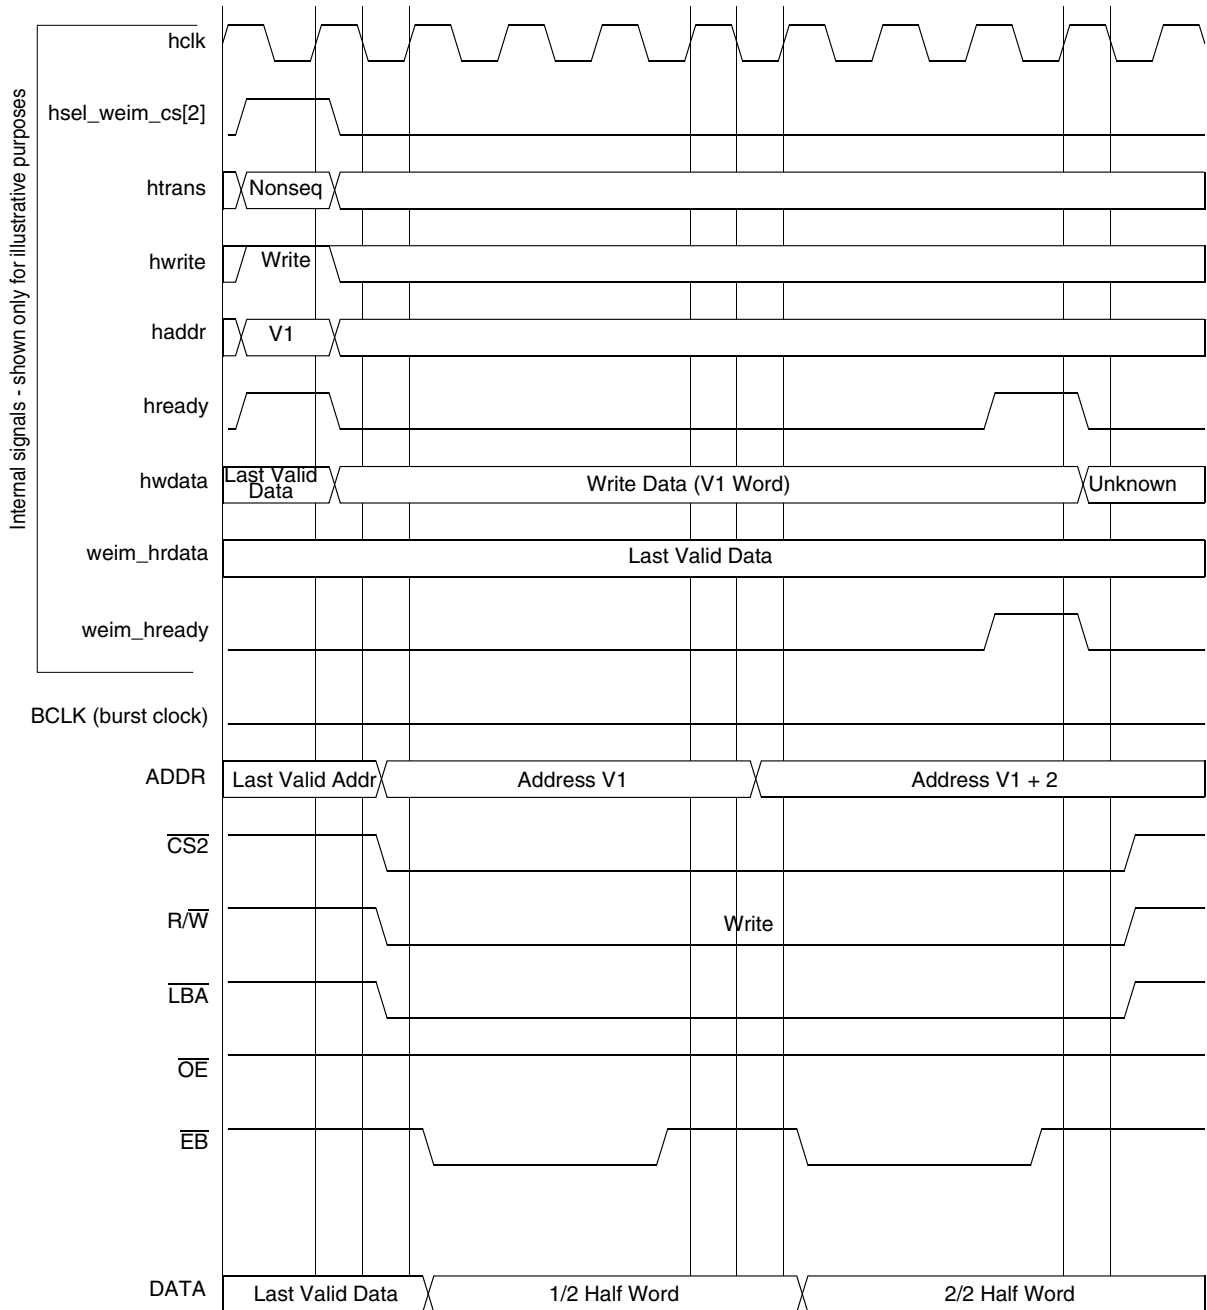 Internal signals - shown only for illustrative purposes
hclk
hsel_weim_cs[2]
htrans
Nonseq
hwrite
Write
haddr
V1
hready
hwdata
Last Valid
Data
Write Data (V1 Word)
Unknown
weim_hrdata
Last Valid Data
weim_hready
BCLK (burst clock)
ADDR
Last Valid Addr
Address V1
Address V1 + 2
CS2
R/W
Write
LBA
OE
EB
DATA
Last Valid Data
1/2 Half Word
2/2 Half Word